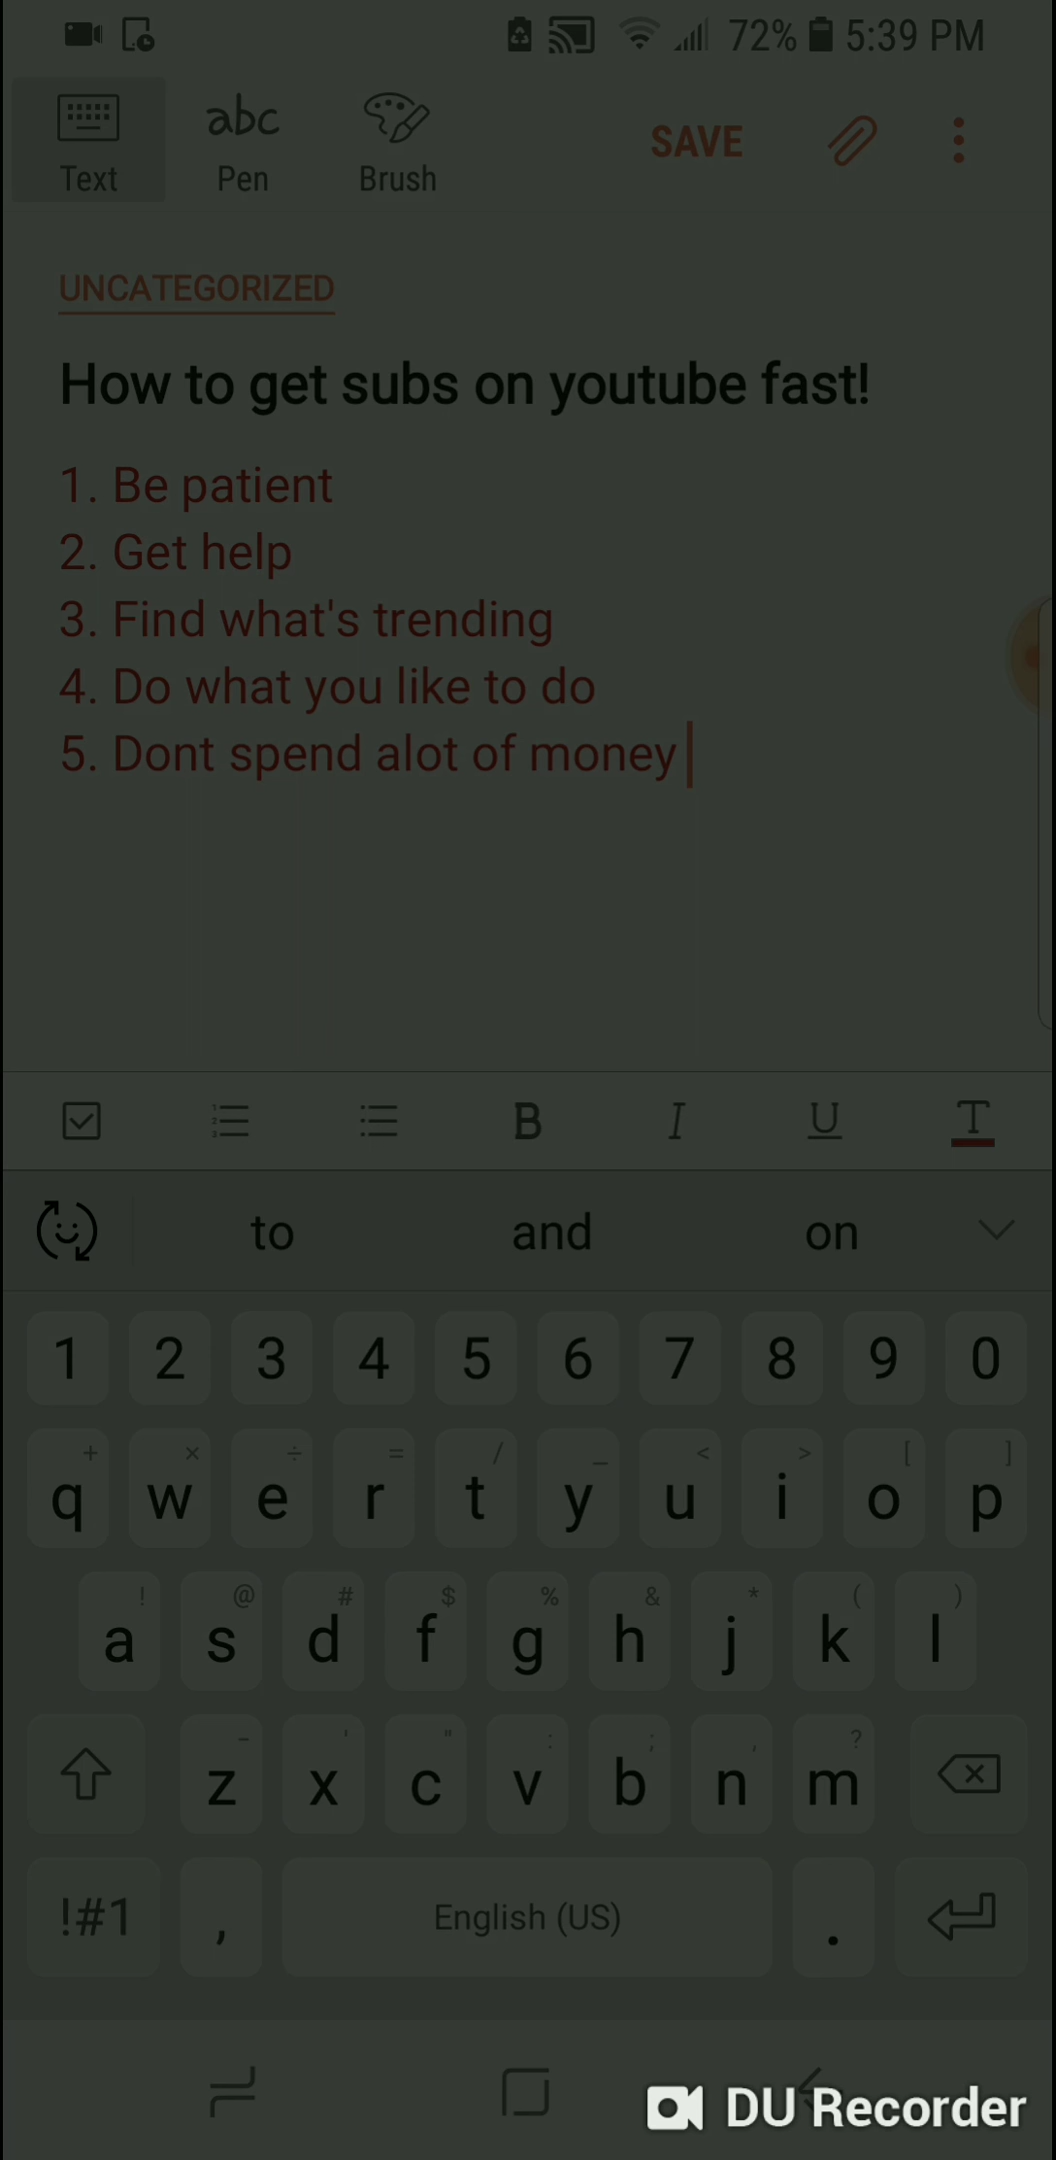 72% 5:39 PM
abc
Text Pen Brush SAVE
UNCATEGORIZED
How to get subs on youtube fast!
1. Be patient
2. Get help
3. Find what's trending
4. Do what you like to do
5. Dont spend alot of money
B I U T
to and on
1 2 3 4 5 6 7 8 9 0
+ × ÷ = / _ < > [ ]
q w e r t y u i o p
! @ # $ % & * ( )
a s d f g h j k l
- ' " : ; , ?
z x c v b n m
!#1 , English (US) .
DU Recorder